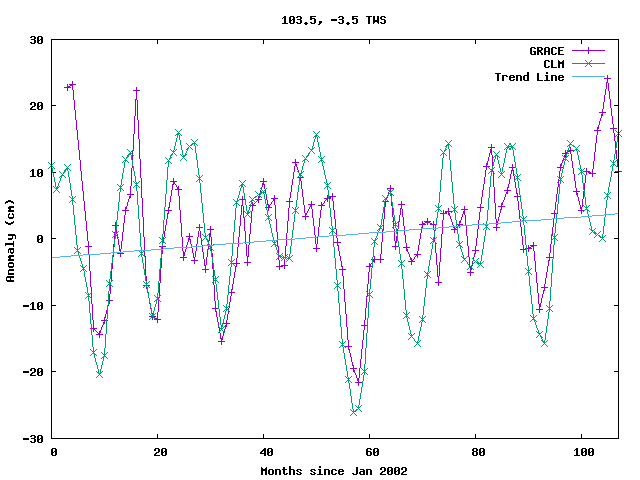 103.5, -3.5 TWS
GRACE
CLM
Trend Line
30
20
10
0
-10
-20
-30
Anomaly (cm)
0 20 40 60 80 100
Months since Jan 2002